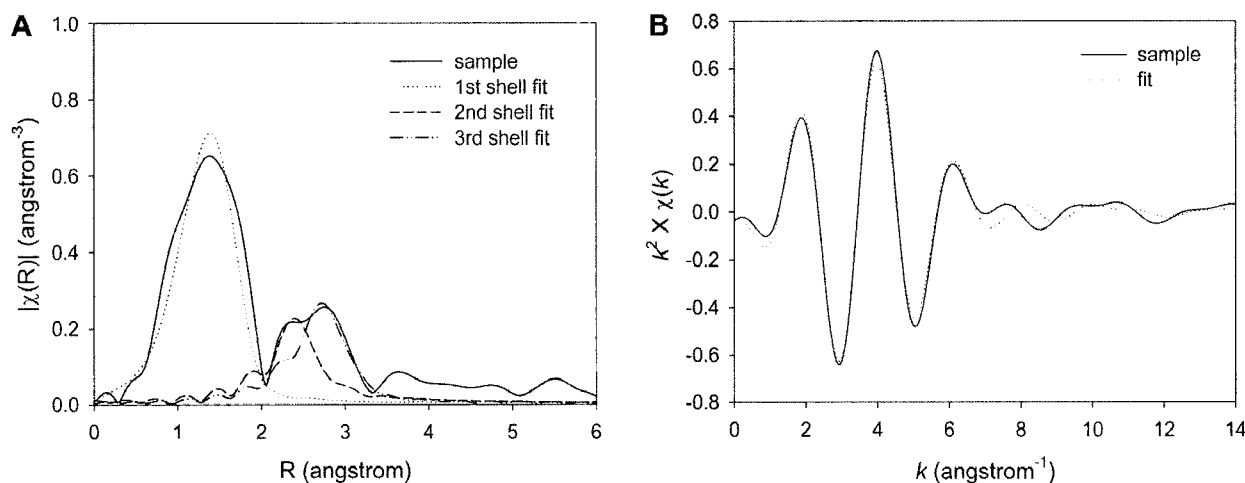 A
1.0
0.8
0.6
0.4
0.2
0.0
|χ(R)| (angstrom⁻³)
sample
1st shell fit
2nd shell fit
3rd shell fit
0 1 2 3 4 5 6
R (angstrom)
B
0.8
0.6
0.4
0.2
0.0
-0.2
-0.4
-0.6
-0.8
k² X χ(k)
sample
fit
0 2 4 6 8 10 12 14
k (angstrom⁻¹)